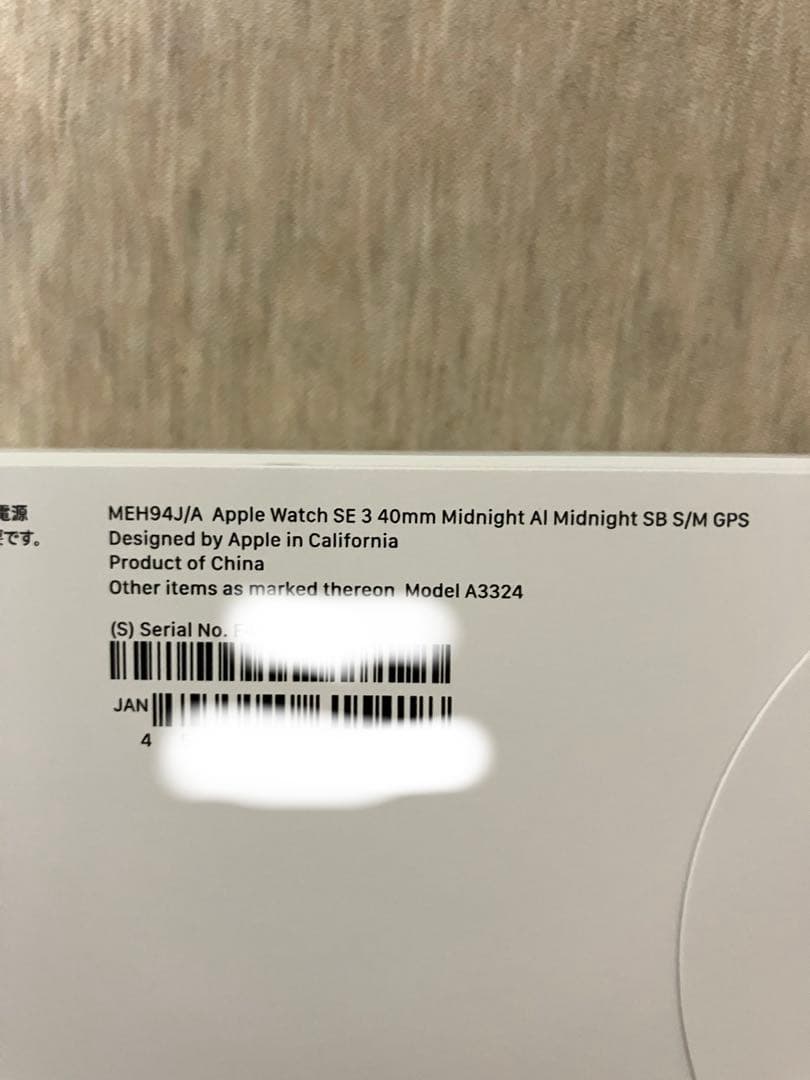 電源
です。
MEH94J/A Apple Watch SE 3 40mm Midnight Al Midnight SB S/M GPS
Designed by Apple in California
Product of China
Other items as marked thereon Model A3324
(S) Serial No.
JAN
4